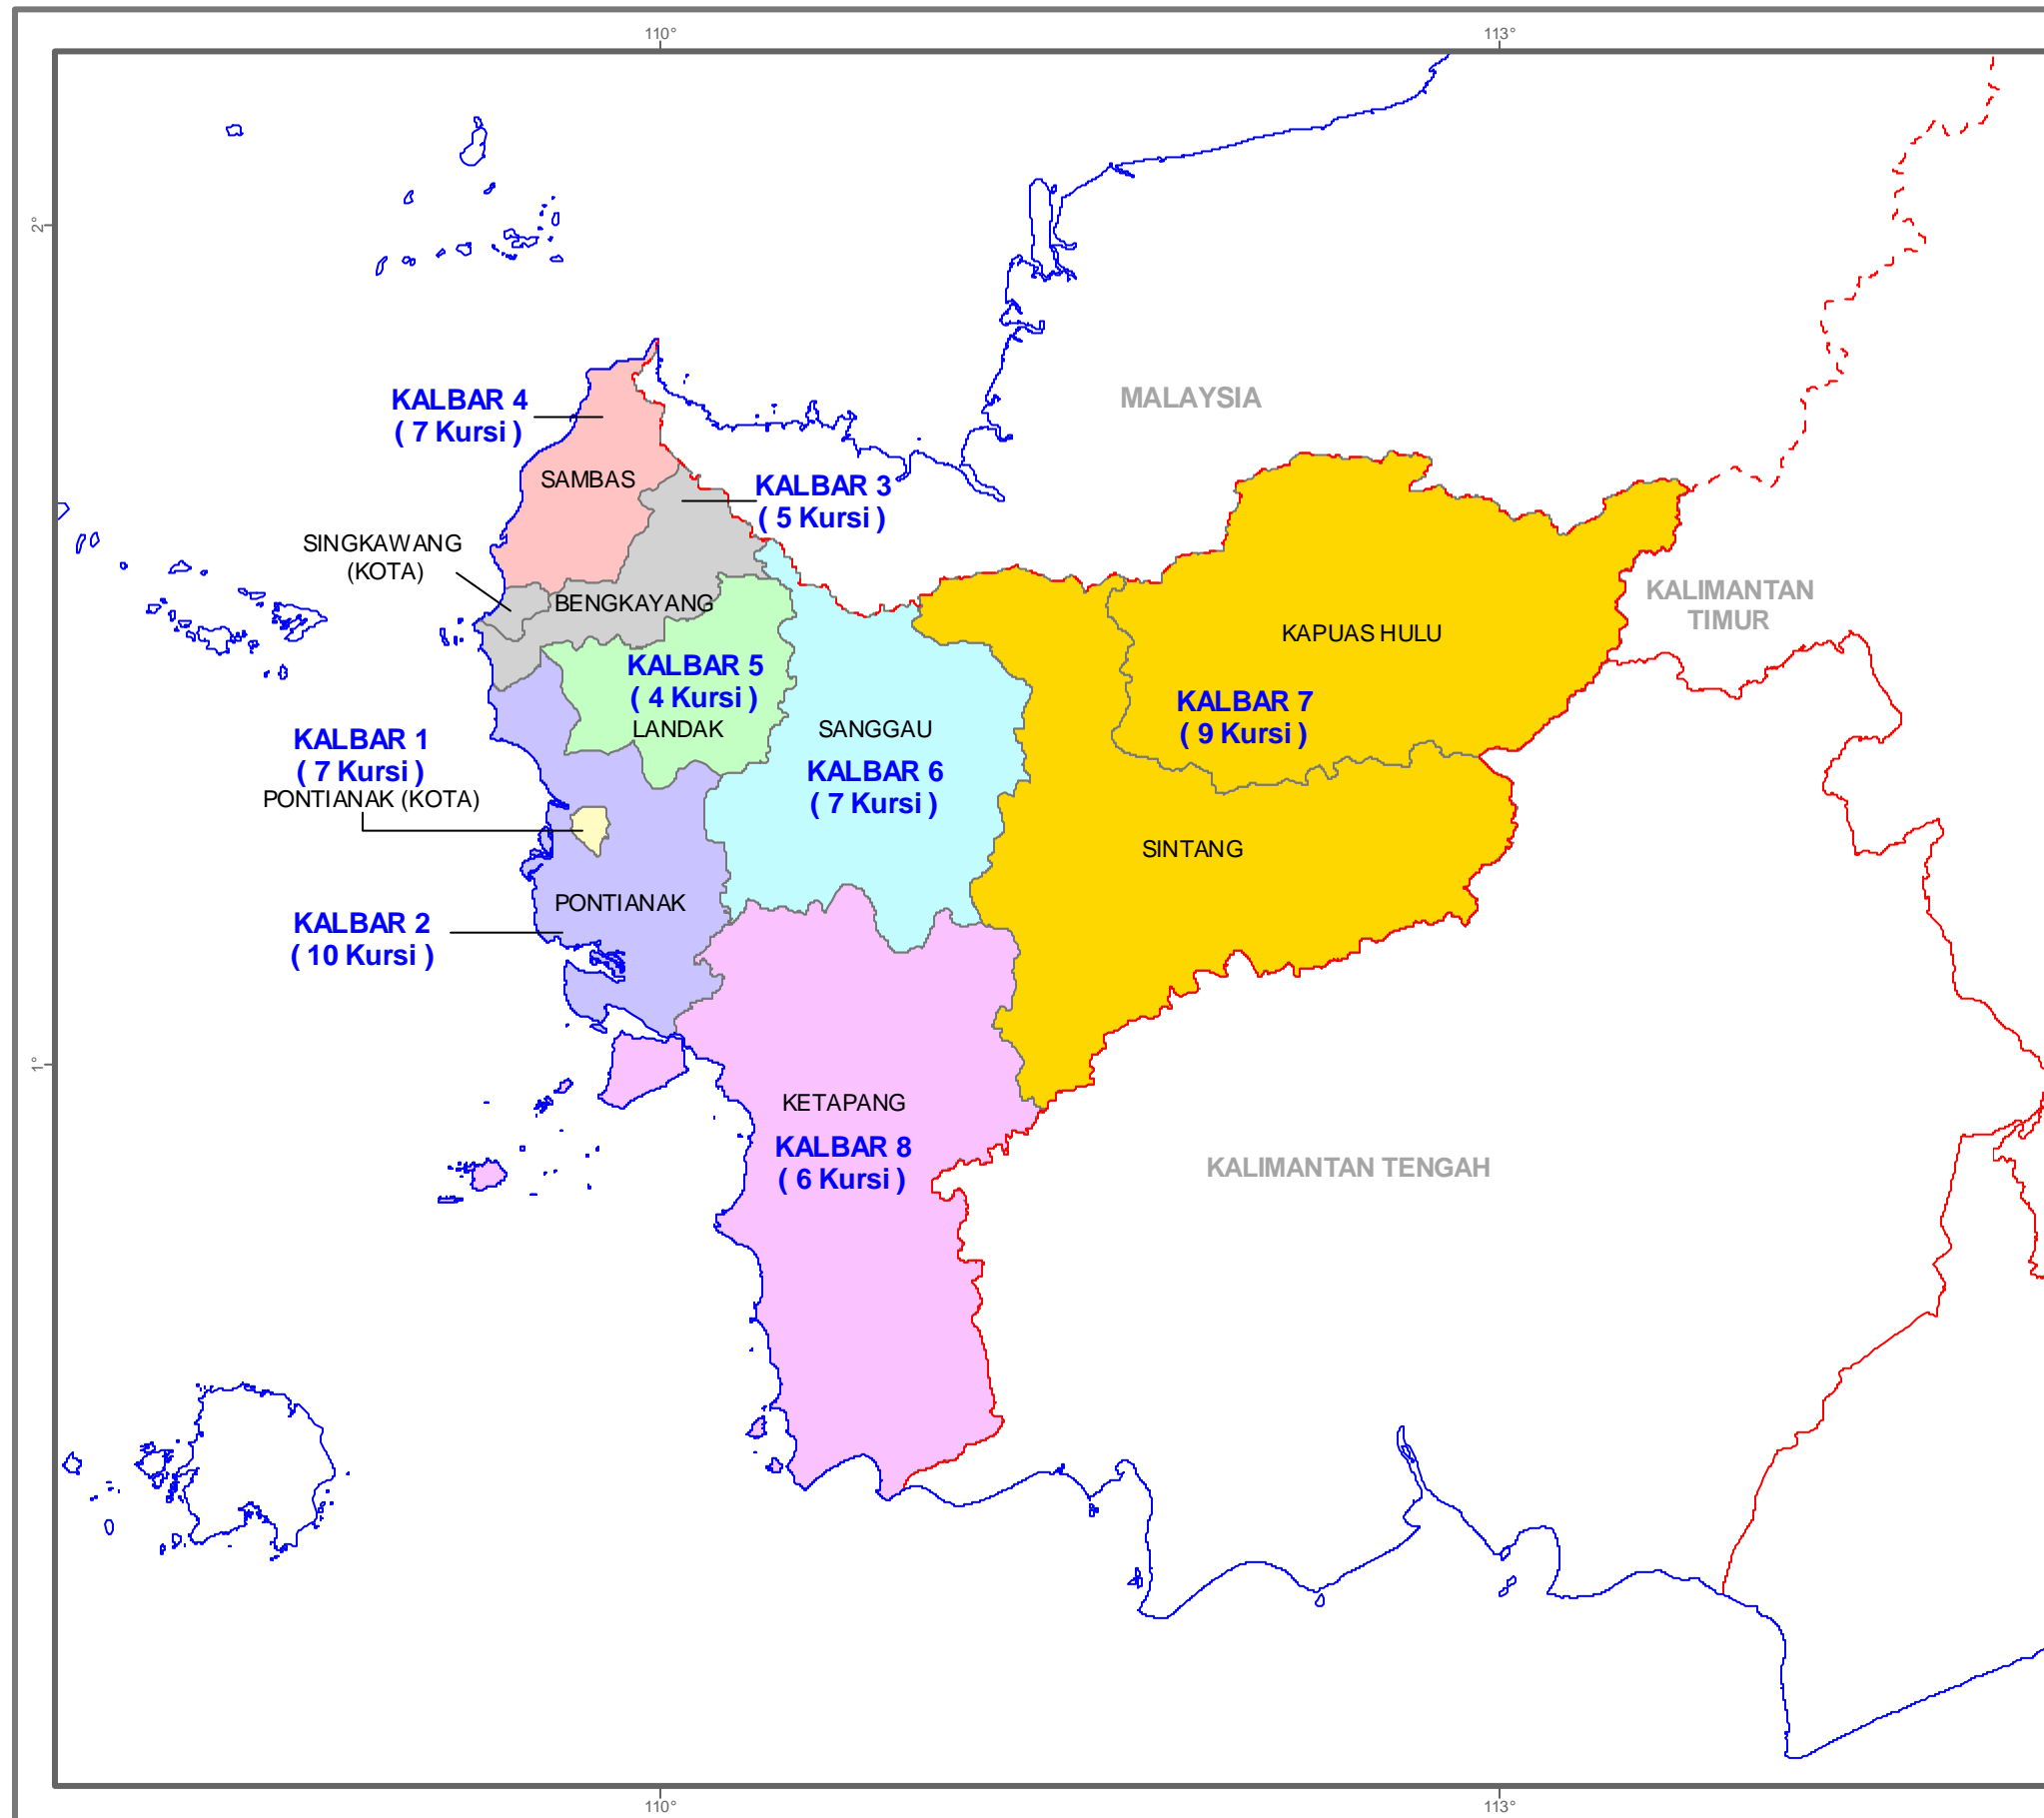 110°
113°
2°
MALAYSIA
KALBAR 4
( 7 Kursi )
SAMBAS
KALBAR 3
( 5 Kursi )
SINGKAWANG
(KOTA)
BENGKAYANG
KALIMANTAN
TIMUR
KAPUAS HULU
KALBAR 5
( 4 Kursi )
LANDAK
KALBAR 7
( 9 Kursi )
SANGGAU
KALBAR 6
( 7 Kursi )
KALBAR 1
( 7 Kursi )
PONTIANAK (KOTA)
SINTANG
PONTIANAK
KALBAR 2
( 10 Kursi )
1°
KETAPANG
KALBAR 8
( 6 Kursi )
KALIMANTAN TENGAH
110°
113°